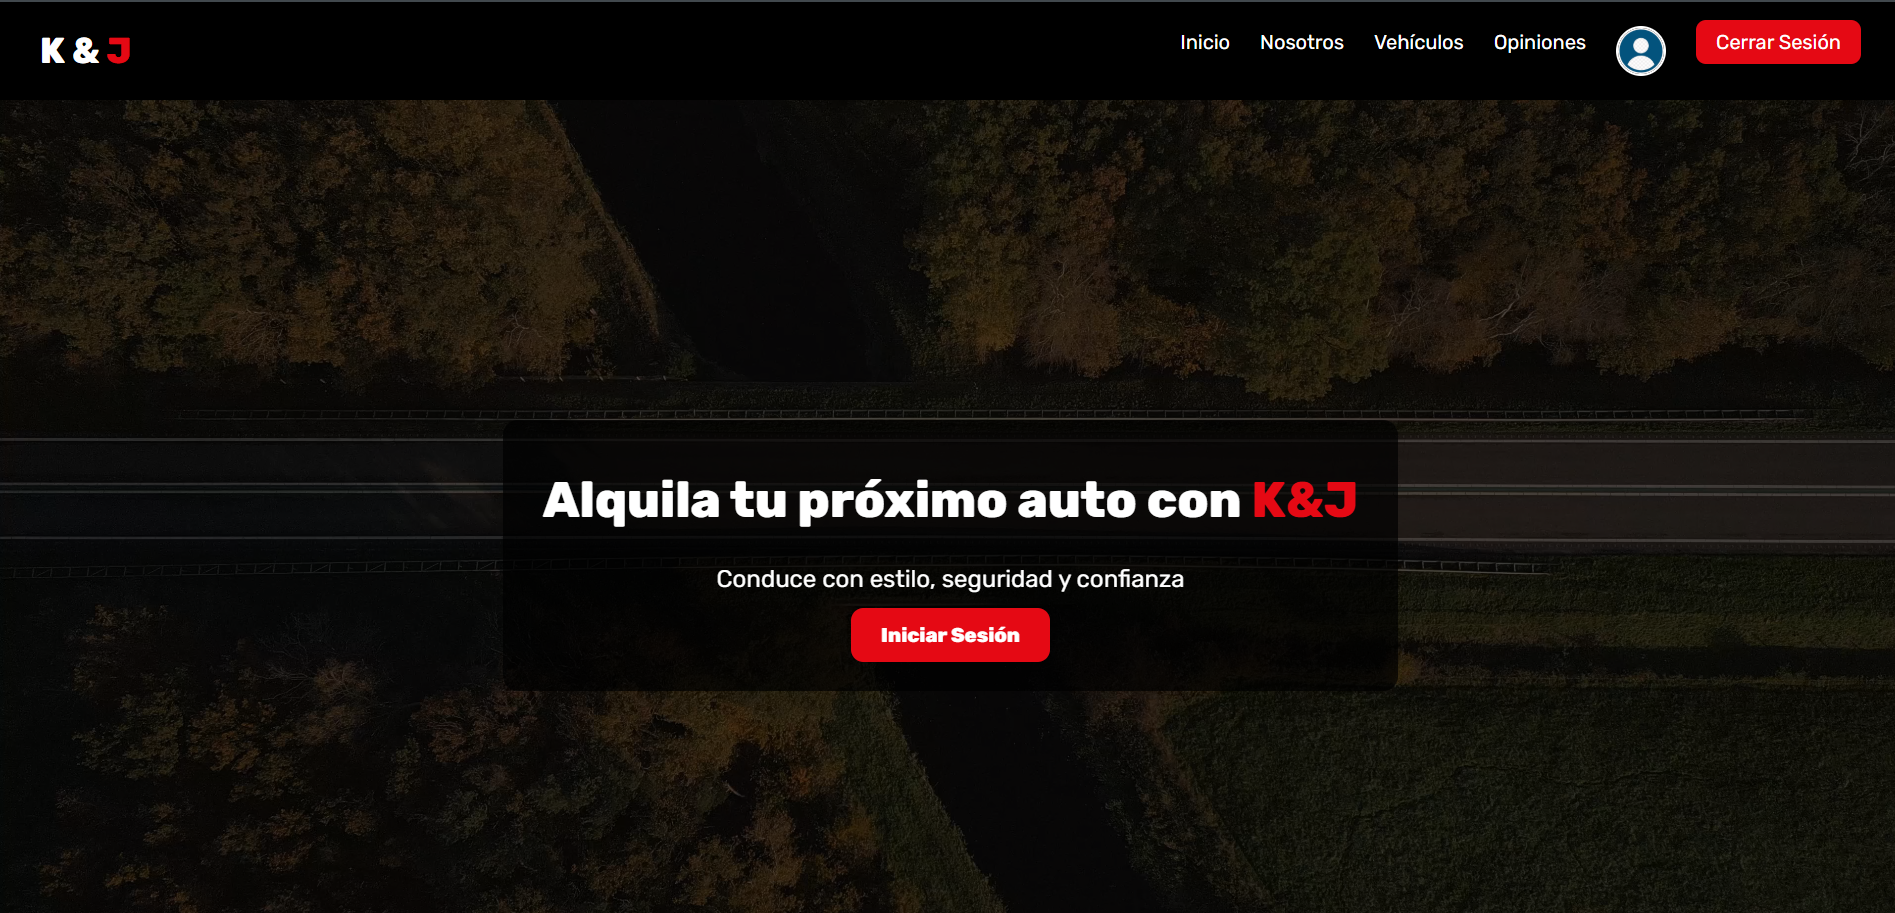 K & J
Inicio Nosotros Vehículos Opiniones Cerrar Sesión
Alquila tu próximo auto con K&J
Conduce con estilo, seguridad y confianza
Iniciar Sesión